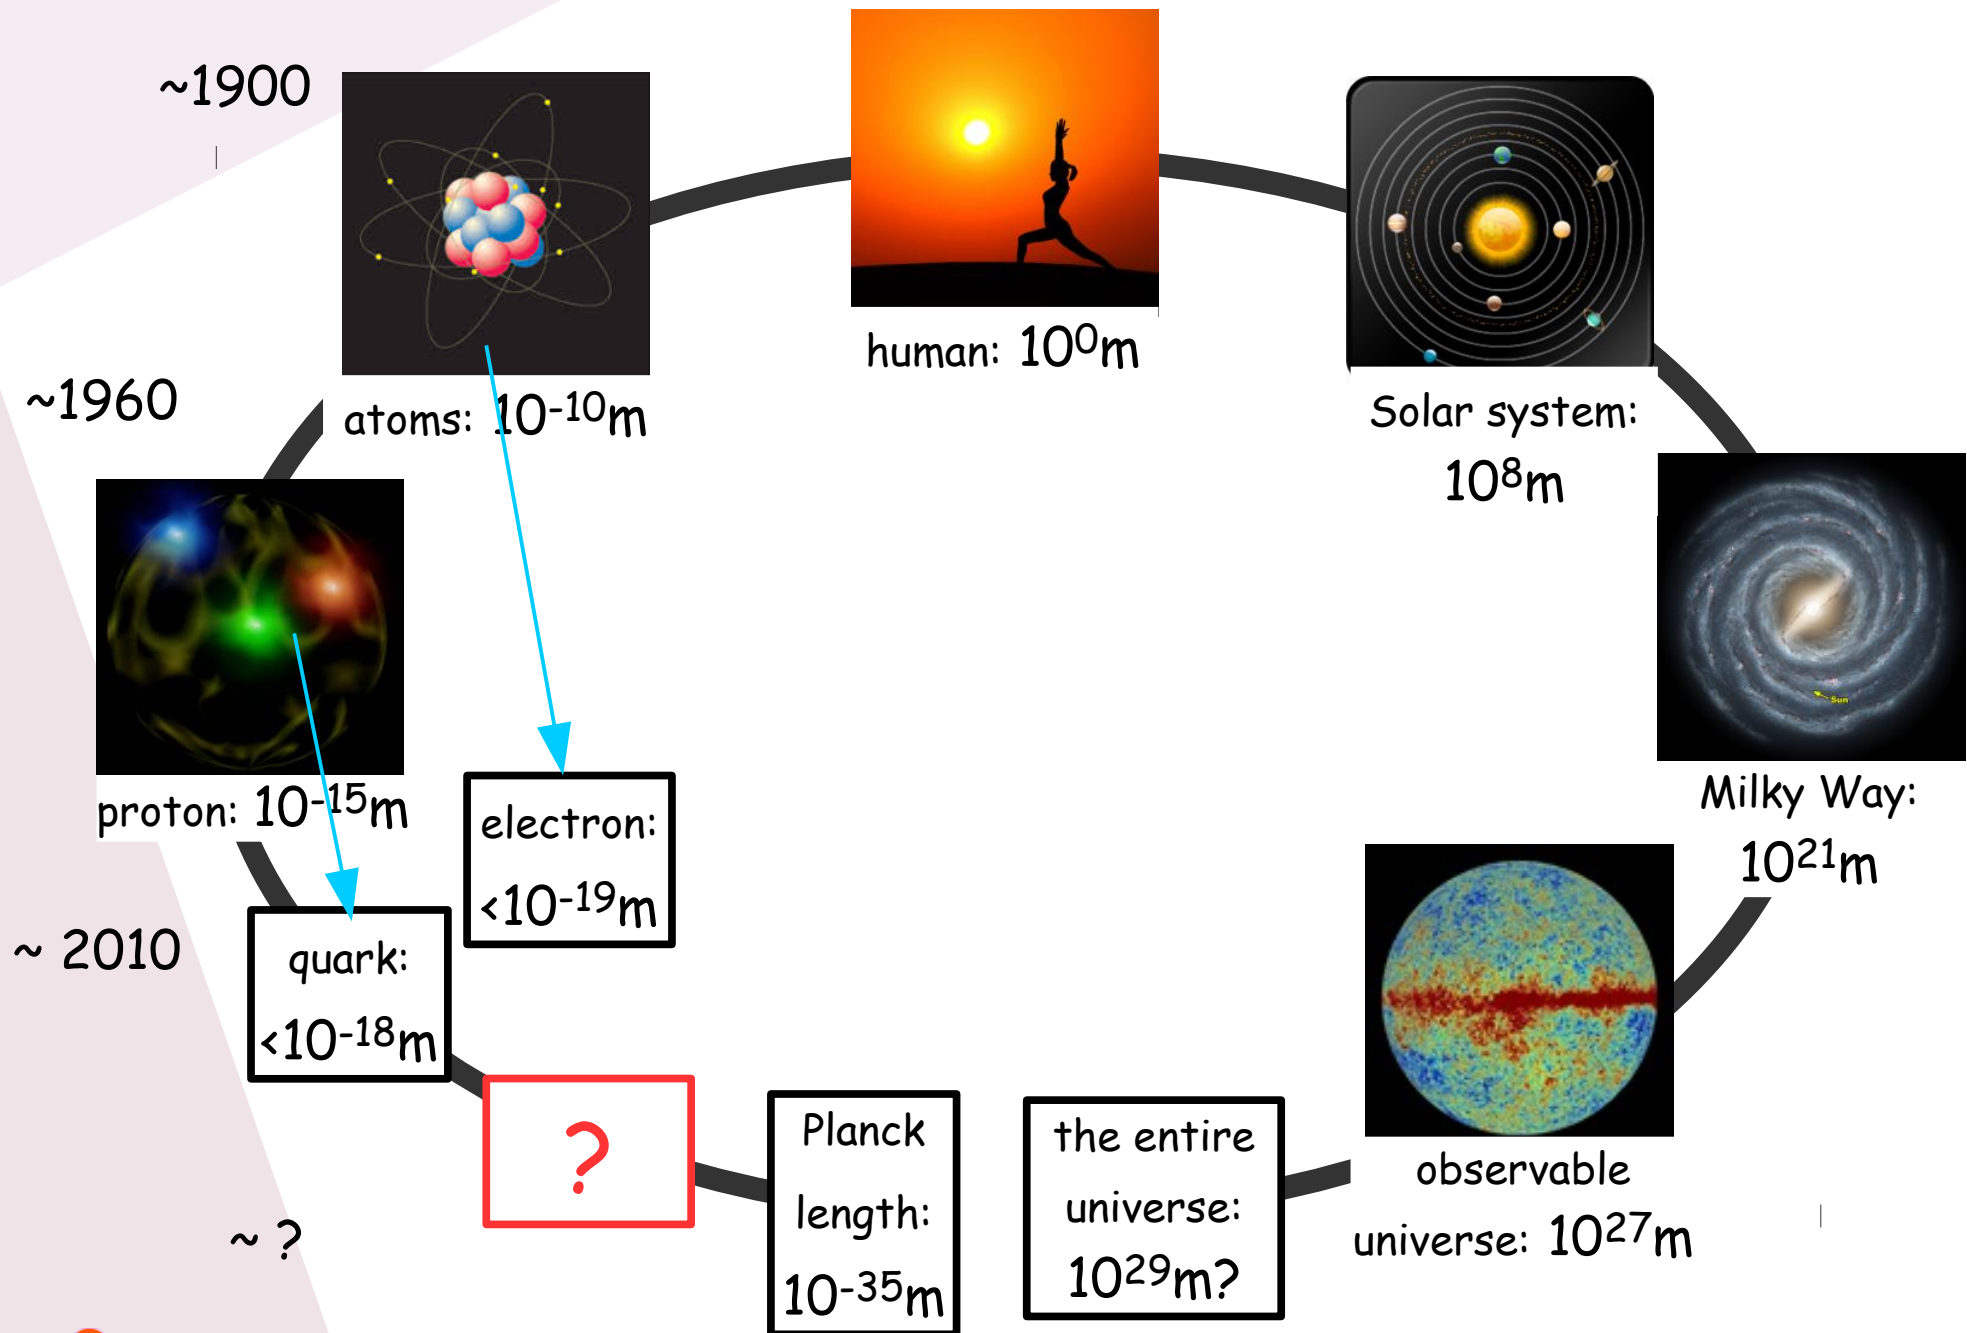 ~1900
atoms: 10⁻¹⁰m
human: 10⁰m
Solar system:
10⁸m
~1960
proton: 10⁻¹⁵m
Sun
Milky Way:
10²¹m
electron:
<10⁻¹⁹m
~ 2010
quark:
<10⁻¹⁸m
?
Planck
length:
10⁻³⁵m
the entire
universe:
10²⁹m?
observable
universe: 10²⁷m
~ ?